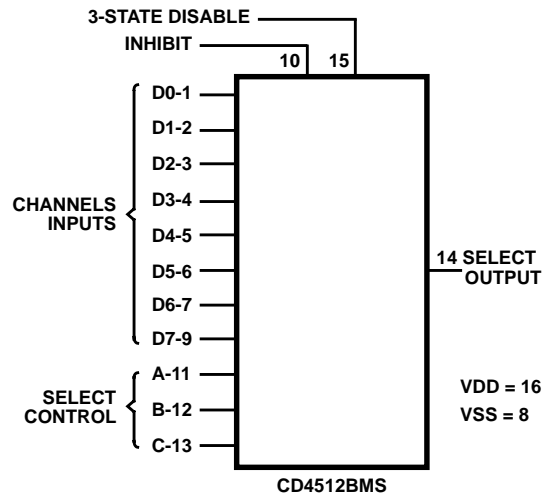 3-STATE DISABLE
INHIBIT
10 15
D0-1
D1-2
D2-3
D3-4
D4-5
D5-6
D6-7
D7-9
CHANNELS
INPUTS
A-11
B-12
C-13
SELECT
CONTROL
14 SELECT
OUTPUT
VDD = 16
VSS = 8
CD4512BMS